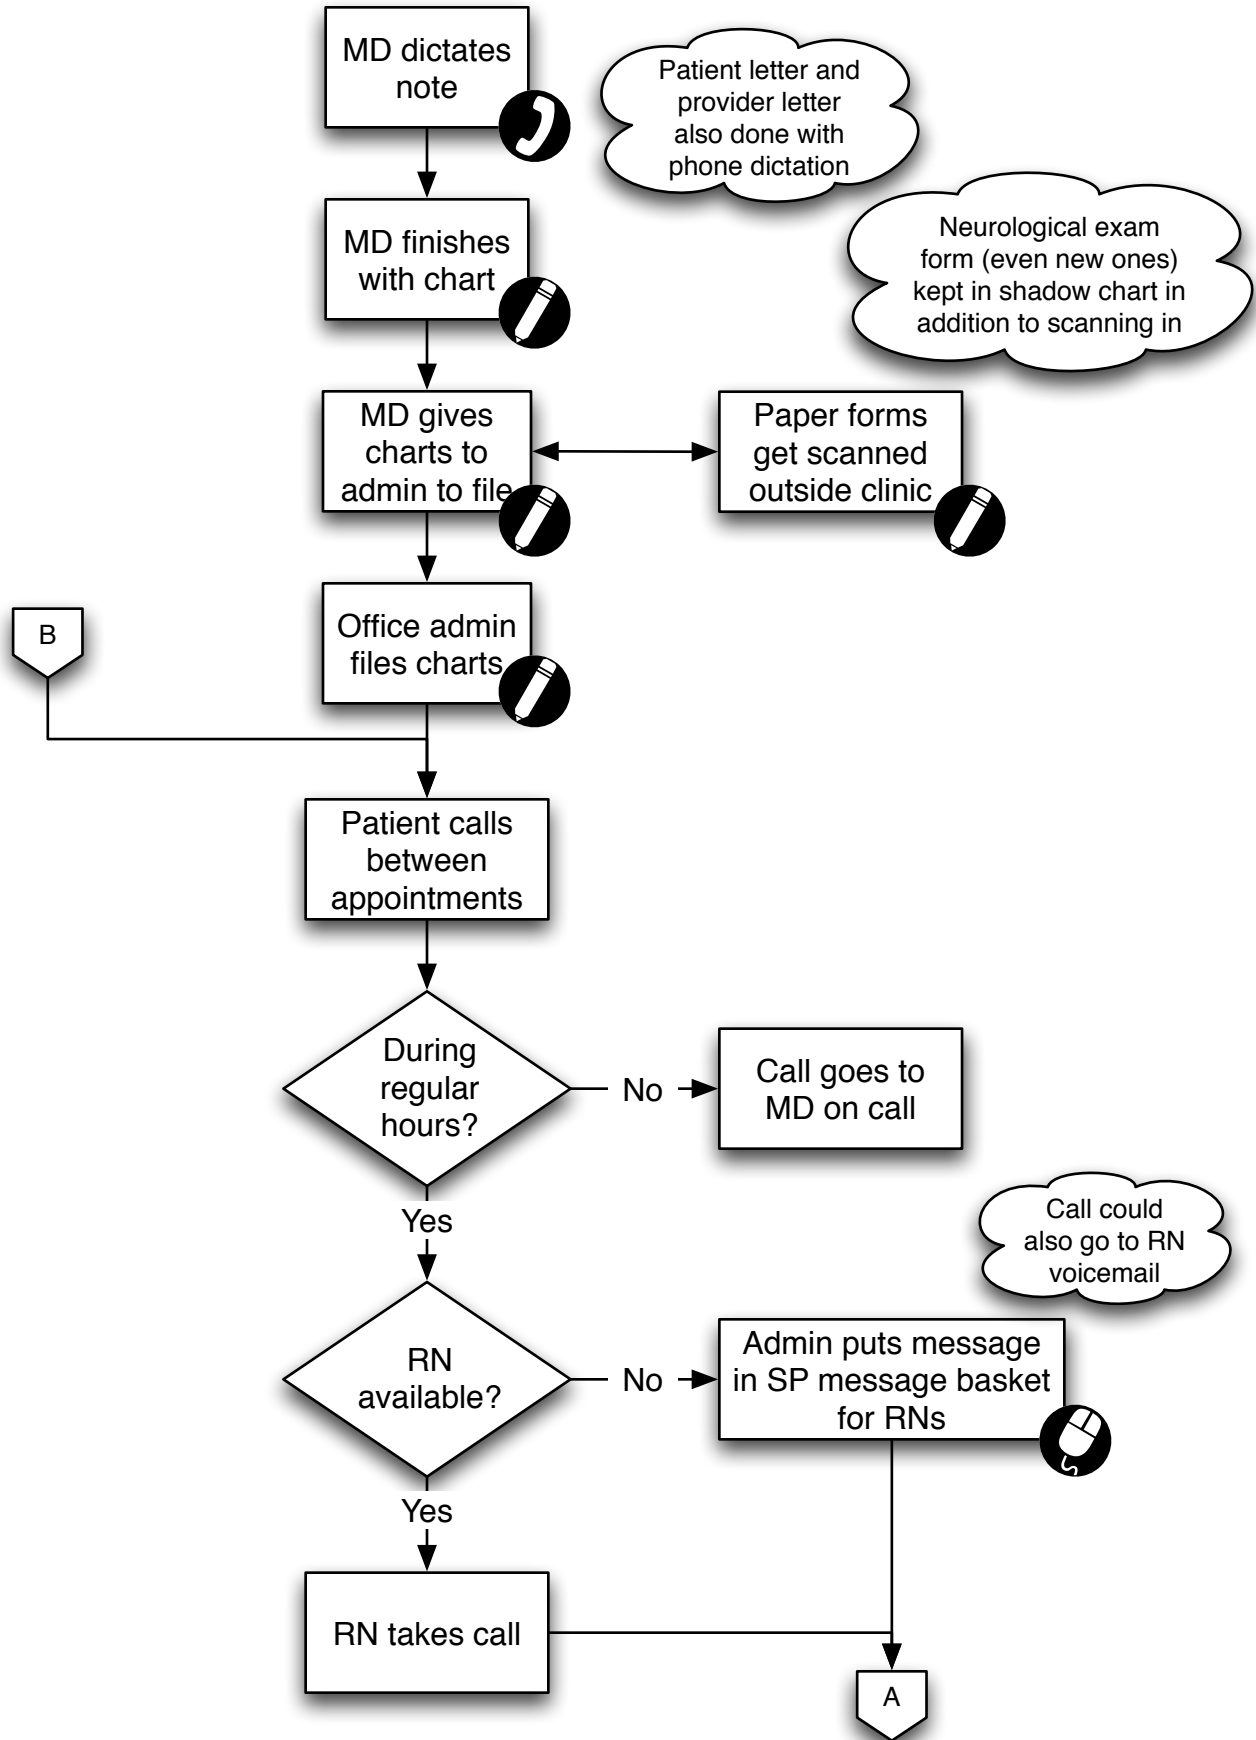 MD dictates
note
Patient letter and
provider letter
also done with
phone dictation
MD finishes
with chart
Neurological exam
form (even new ones)
kept in shadow chart in
addition to scanning in
MD gives
charts to
admin to file
Paper forms
get scanned
outside clinic
B
Office admin
files charts
Patient calls
between
appointments
During
regular
hours?
No
Call goes to
MD on call
Yes
Call could
also go to RN
voicemail
RN
available?
No
Admin puts message
in SP message basket
for RNs
Yes
RN takes call
A